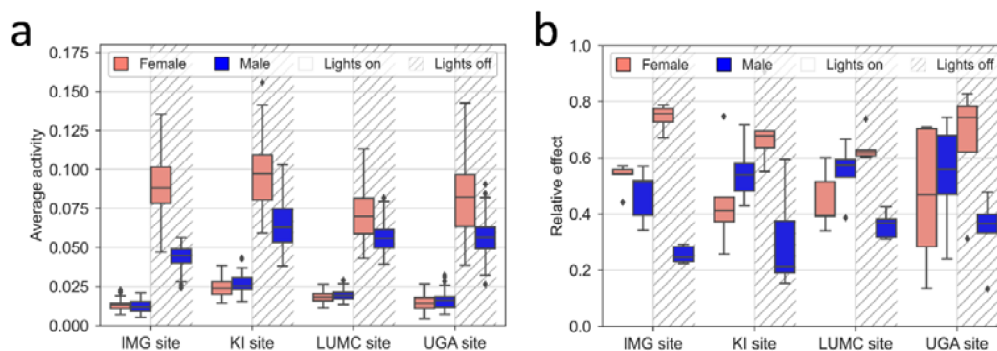 a
0.175
0.150
0.125
0.100
0.075
0.050
0.025
0.000
Average activity
Female Male Lights on Lights off
IMG site KI site LUMC site UGA site
b
1.0
0.8
0.6
0.4
0.2
0.0
Relative effect
Female Male Lights on Lights off
IMG site KI site LUMC site UGA site